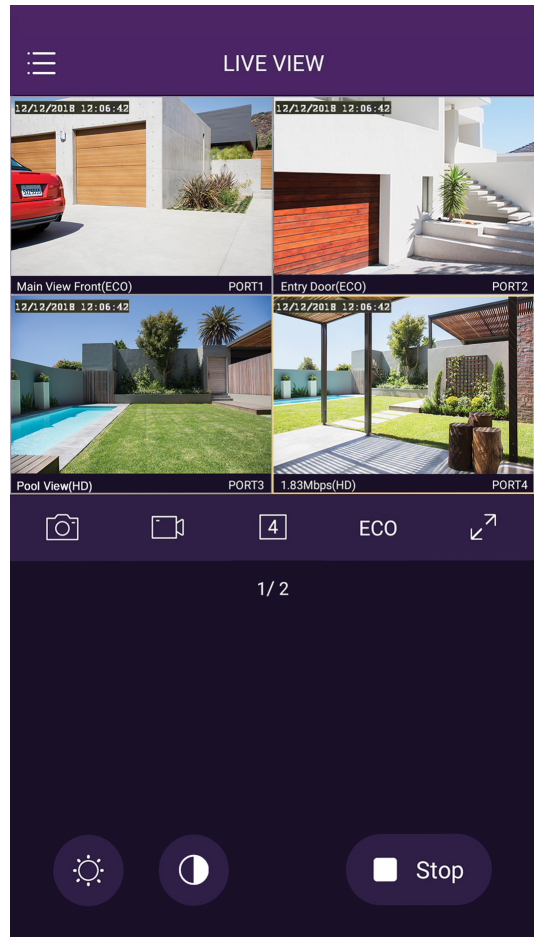 LIVE VIEW
12/12/2018 12:06:42
12/12/2018 12:06:42
Main View Front(ECO) PORT1
Entry Door(ECO) PORT2
12/12/2018 12:06:42
12/12/2018 12:06:42
Pool View(HD) PORT3
1.83Mbps(HD) PORT4
4 ECO
1/ 2
Stop